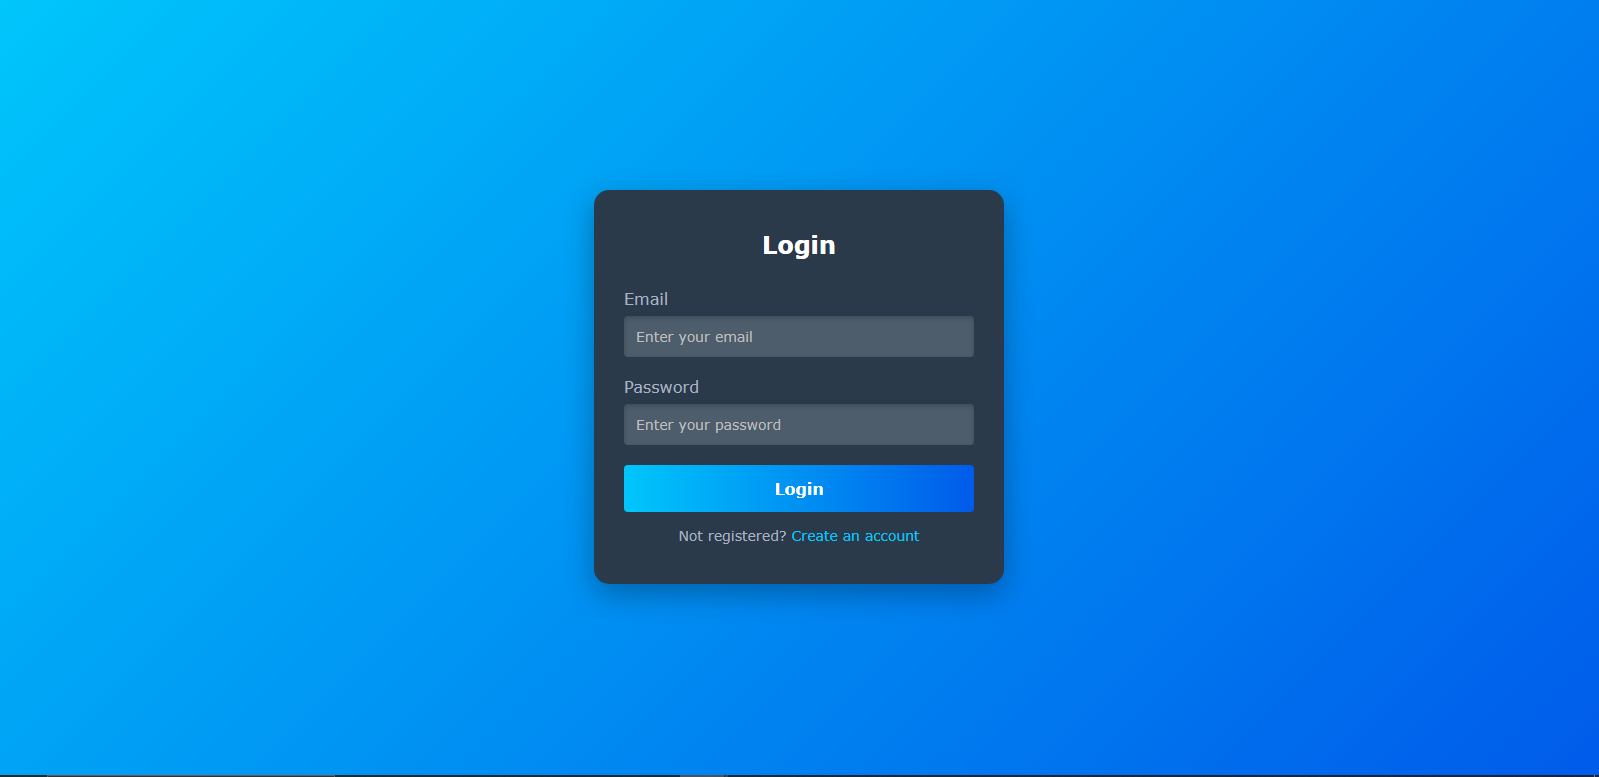 Login
Email
Enter your email
Password
Enter your password
Login
Not registered? Create an account